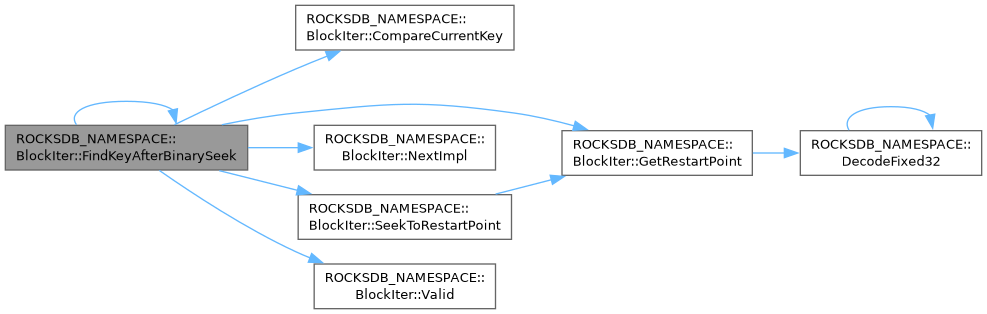 ROCKSDB_NAMESPACE::
BlockIter::CompareCurrentKey
ROCKSDB_NAMESPACE::
BlockIter::FindKeyAfterBinarySeek
ROCKSDB_NAMESPACE::
BlockIter::NextImpl
ROCKSDB_NAMESPACE::
BlockIter::GetRestartPoint
ROCKSDB_NAMESPACE::
DecodeFixed32
ROCKSDB_NAMESPACE::
BlockIter::SeekToRestartPoint
ROCKSDB_NAMESPACE::
BlockIter::Valid